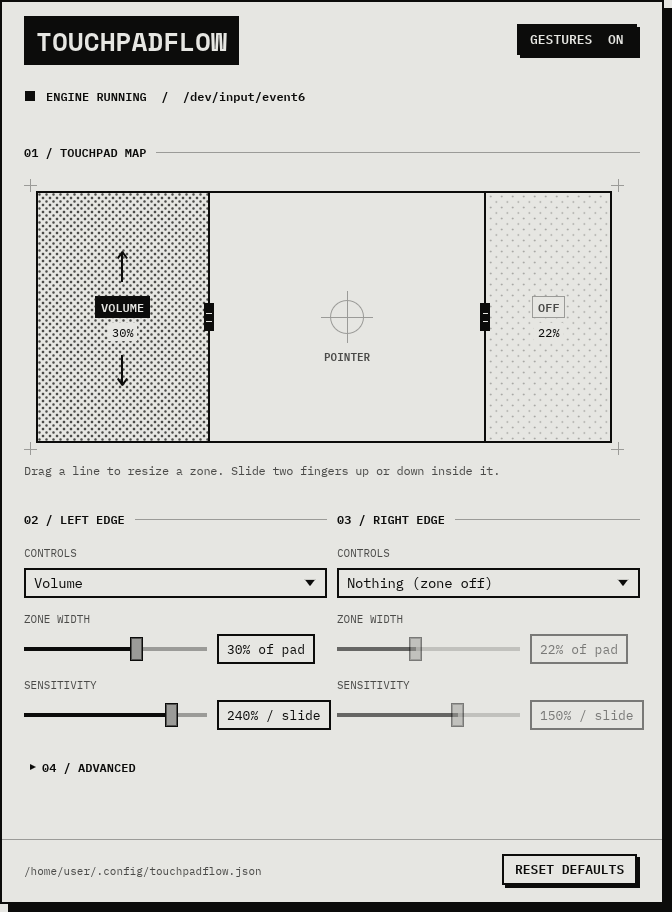 TOUCHPADFLOW
GESTURES ON
ENGINE RUNNING / /dev/input/event6
01 / TOUCHPAD MAP
VOLUME
30%
POINTER
OFF
22%
Drag a line to resize a zone. Slide two fingers up or down inside it.
02 / LEFT EDGE
CONTROLS
Volume
ZONE WIDTH
30% of pad
SENSITIVITY
240% / slide
03 / RIGHT EDGE
CONTROLS
Nothing (zone off)
ZONE WIDTH
22% of pad
SENSITIVITY
150% / slide
04 / ADVANCED
/home/user/.config/touchpadflow.json
RESET DEFAULTS